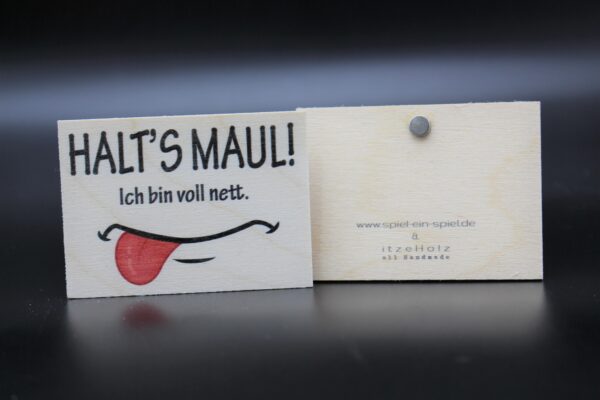 HALT'S MAUL!
Ich bin voll nett.
www.spiel-ein-spiel.de
&
itzeHolz
all Handmade